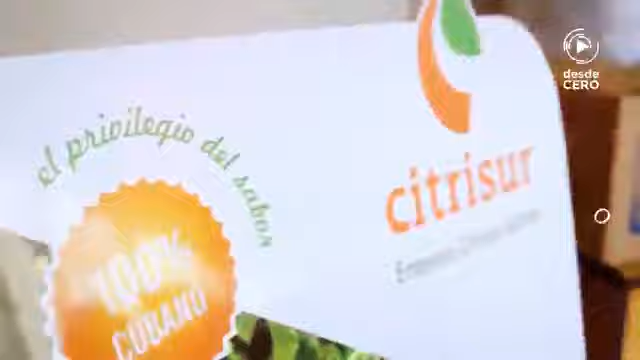 el privilegio del sabor
100%
CUBANO
citrisur
desde
CERO